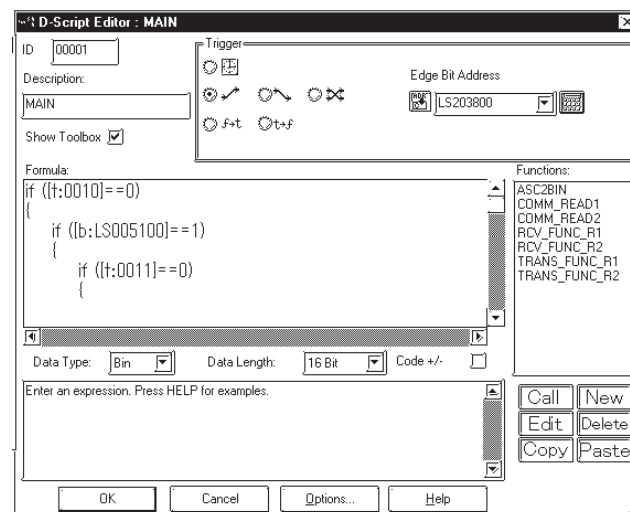 D-Script Editor : MAIN
ID 00001
Trigger
Description:
MAIN
Edge Bit Address
LS203800
Show Toolbox
f→t t→f
Formula:
Functions:
if ([t:0010]==0)
{
if ([b:LS005100]==1)
{
if ([t:0011]==0)
{
ASC2BIN
COMM_READ1
COMM_READ2
RCV_FUNC_R1
RCV_FUNC_R2
TRANS_FUNC_R1
TRANS_FUNC_R2
Data Type: Bin Data Length: 16 Bit Code +/-
Enter an expression. Press HELP for examples.
Call New
Edit Delete
Copy Paste
OK Cancel Options... Help